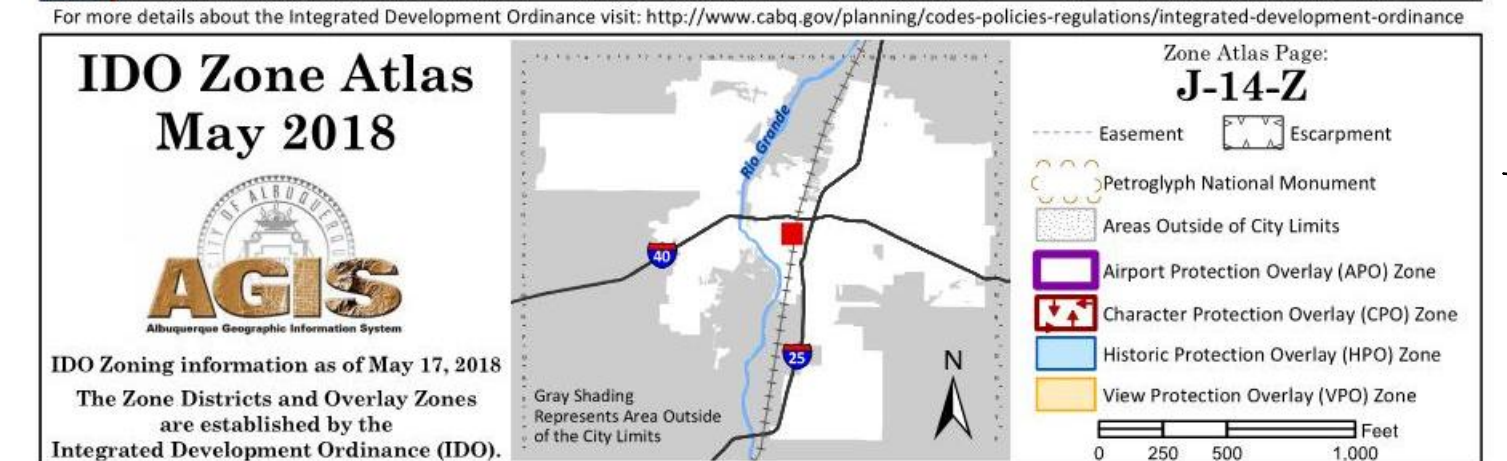 For more details about the Integrated Development Ordinance visit: http://www.cabq.gov/planning/codes-policies-regulations/integrated-development-ordinance
IDO Zone Atlas
May 2018
CITY OF ALBUQUERQUE
AGIS
Albuquerque Geographic Information System
IDO Zoning information as of May 17, 2018
The Zone Districts and Overlay Zones
are established by the
Integrated Development Ordinance (IDO).
Rio Grande
40
25
Gray Shading
Represents Area Outside
of the City Limits
N
Zone Atlas Page:
J-14-Z
Easement
Escarpment
Petroglyph National Monument
Areas Outside of City Limits
Airport Protection Overlay (APO) Zone
Character Protection Overlay (CPO) Zone
Historic Protection Overlay (HPO) Zone
View Protection Overlay (VPO) Zone
Feet
0 250 500 1,000